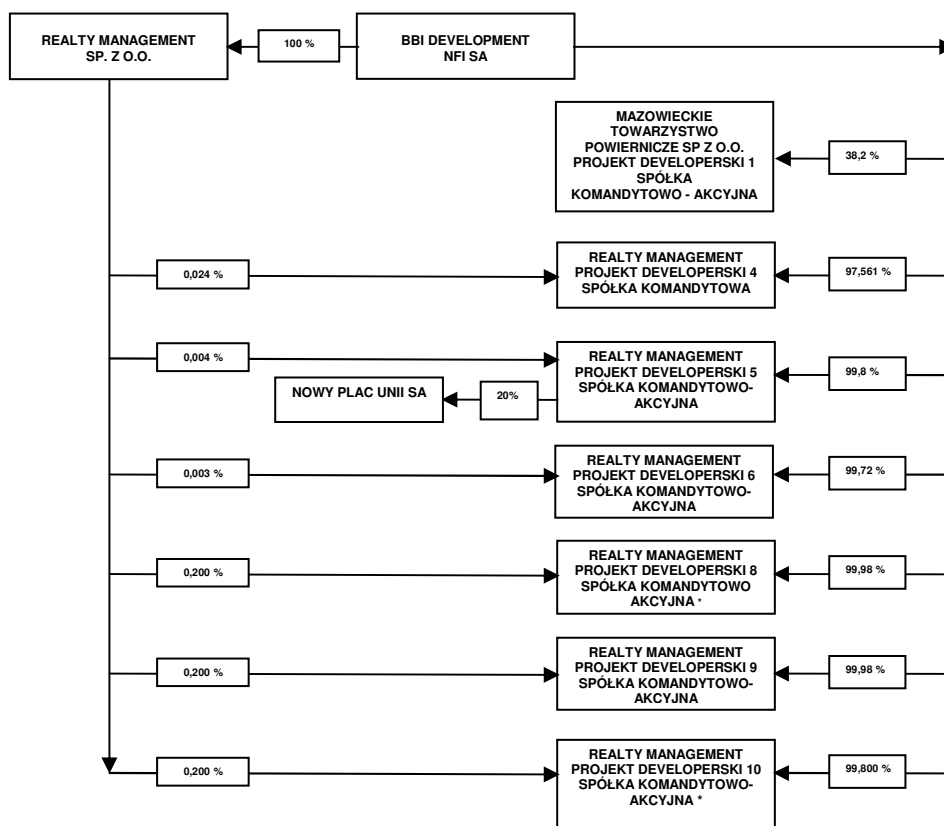 REALTY MANAGEMENT
SP. Z O.O.
100 %
BBI DEVELOPMENT
NFI SA
MAZOWIECKIE
TOWARZYSTWO
POWIERNICZE SP Z O.O.
PROJEKT DEVELOPERSKI 1
SPÓŁKA
KOMANDYTOWO - AKCYJNA
38,2 %
0,024 %
REALTY MANAGEMENT
PROJEKT DEVELOPERSKI 4
SPÓŁKA KOMANDYTOWA
97,561 %
0,004 %
REALTY MANAGEMENT
PROJEKT DEVELOPERSKI 5
SPÓŁKA KOMANDYTOWO-
AKCYJNA
99,8 %
NOWY PLAC UNII SA
20%
0,003 %
REALTY MANAGEMENT
PROJEKT DEVELOPERSKI 6
SPÓŁKA KOMANDYTOWO-
AKCYJNA
99,72 %
0,200 %
REALTY MANAGEMENT
PROJEKT DEVELOPERSKI 8
SPÓŁKA KOMANDYTOWO
AKCYJNA *
99,98 %
0,200 %
REALTY MANAGEMENT
PROJEKT DEVELOPERSKI 9
SPÓŁKA KOMANDYTOWO-
AKCYJNA
99,98 %
0,200 %
REALTY MANAGEMENT
PROJEKT DEVELOPERSKI 10
SPÓŁKA KOMANDYTOWO-
AKCYJNA *
99,800 %